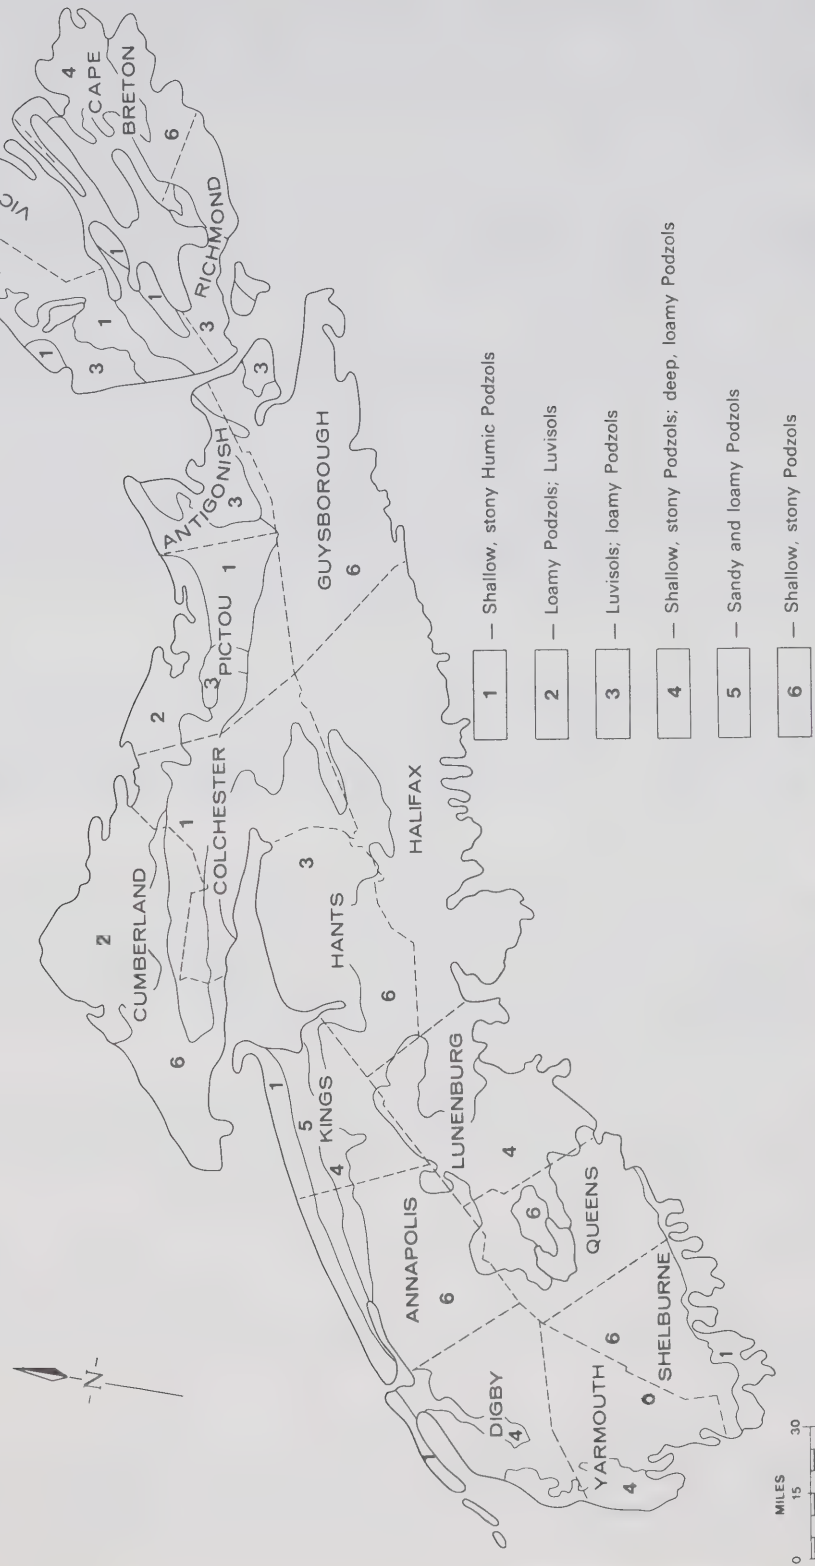 VIC
4
CAPE
BRETON
6
1
1
3
1
1
RICHMOND
3
3
ANTIGONISH
3
GUYSBOROUGH
6
PICTOU
1
3
2
COLCHESTER
1
CUMBERLAND
2
6
HALIFAX
3
HANTS
6
1
5
KINGS
4
LUNENBURG
4
ANNAPOLIS
6
QUEENS
6
DIGBY
4
1
YARMOUTH
4
6
SHELBURNE
6
1
-N-
1 — Shallow, stony Humic Podzols
2 — Loamy Podzols; Luvisols
3 — Luvisols; loamy Podzols
4 — Shallow, stony Podzols; deep, loamy Podzols
5 — Sandy and loamy Podzols
6 — Shallow, stony Podzols
MILES
0 15 30